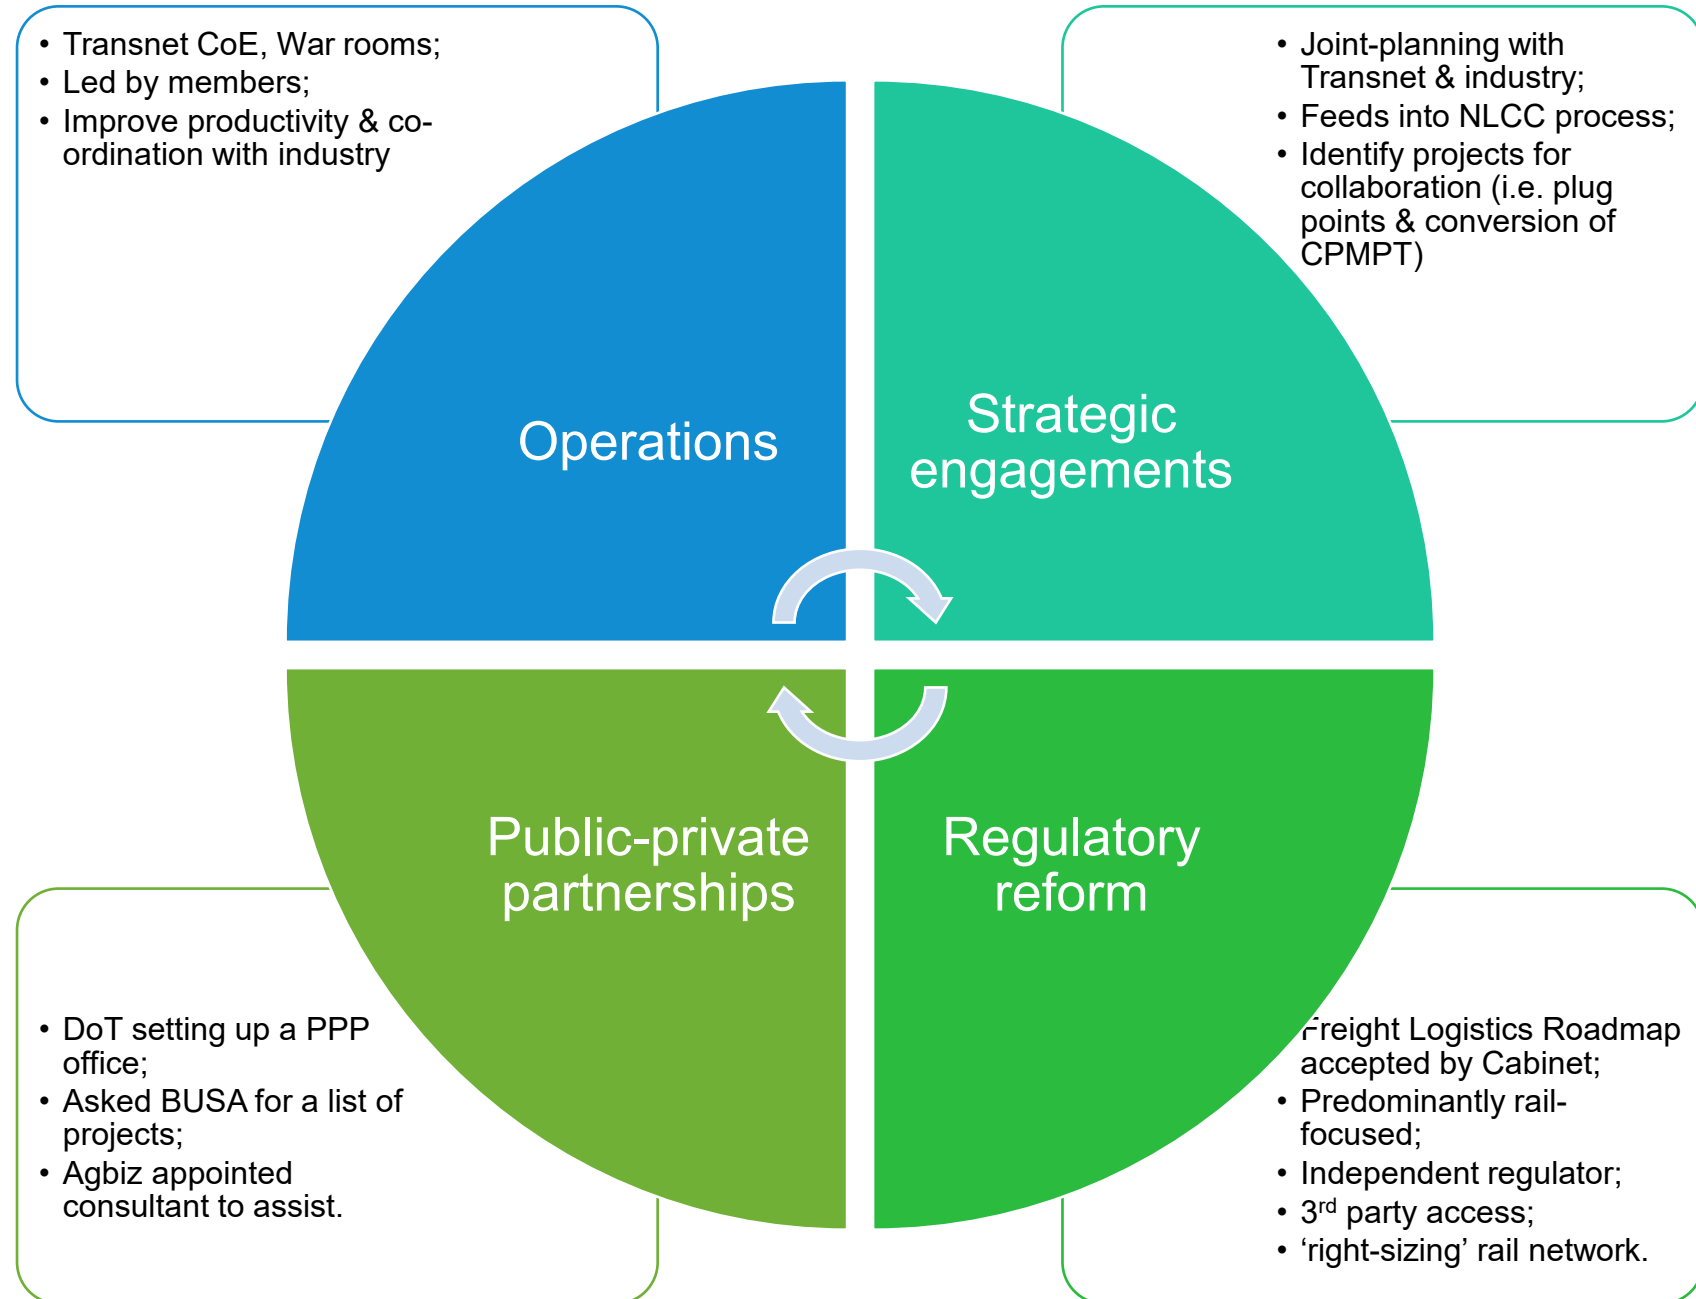 • Transnet CoE, War rooms;
• Led by members;
• Improve productivity & co-
ordination with industry
• Joint-planning with
Transnet & industry;
• Feeds into NLCC process;
• Identify projects for
collaboration (i.e. plug
points & conversion of
CPMPT)
Operations
Strategic
engagements
Public-private
partnerships
Regulatory
reform
• DoT setting up a PPP
office;
• Asked BUSA for a list of
projects;
• Agbiz appointed
consultant to assist.
Freight Logistics Roadmap
accepted by Cabinet;
• Predominantly rail-
focused;
• Independent regulator;
• 3rd party access;
• ‘right-sizing’ rail network.